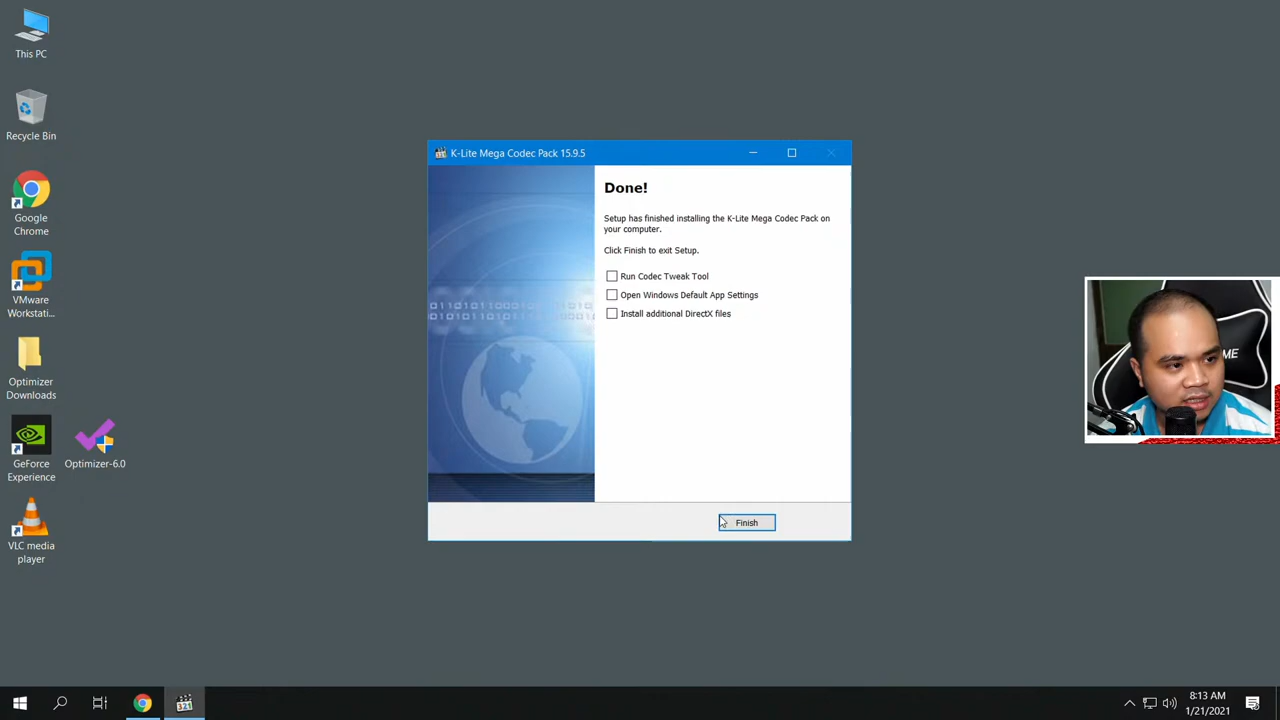 This PC
Recycle Bin
Google
Chrome
VMware
Workstati...
Optimizer
Downloads
GeForce
Experience
Optimizer-6.0
VLC media
player
K-Lite Mega Codec Pack 15.9.5
Done!
Setup has finished installing the K-Lite Mega Codec Pack on
your computer.
Click Finish to exit Setup.
Run Codec Tweak Tool
Open Windows Default App Settings
Install additional DirectX files
Finish
ME
321
8:13 AM
1/21/2021